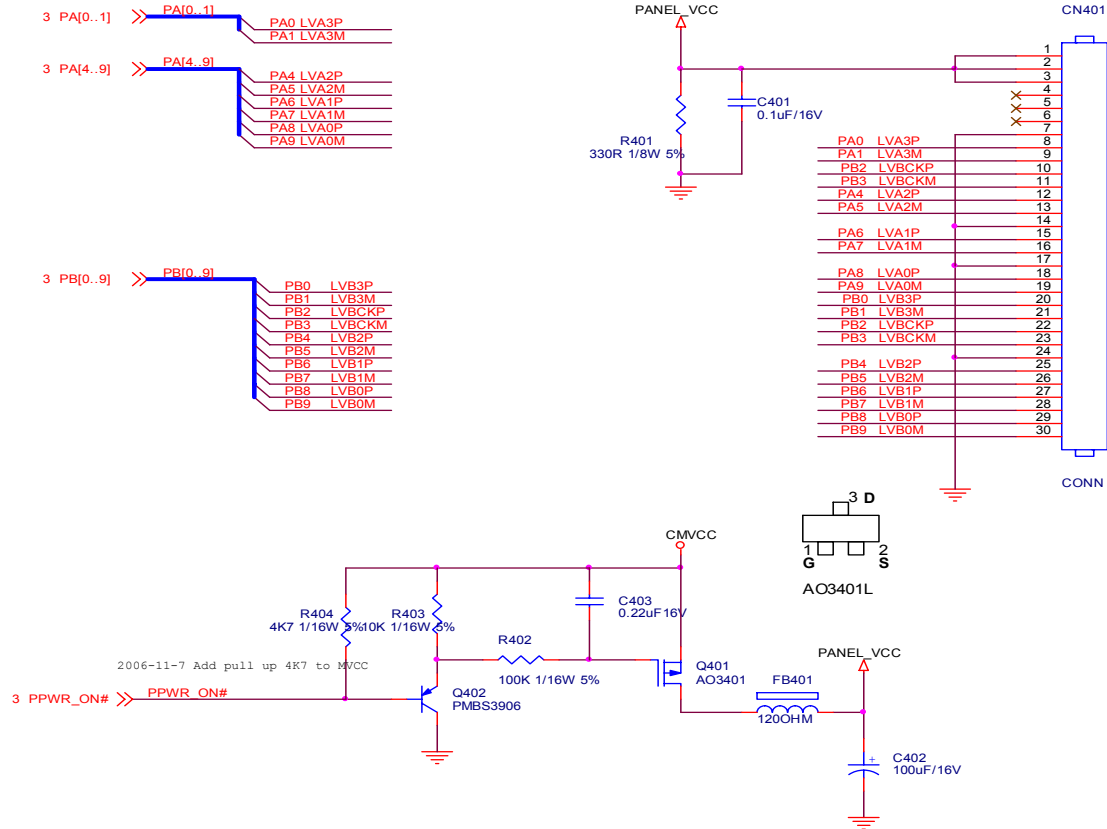 3 PA[0..1]
PA[0..1]
PA0 LVA3P
PA1 LVA3M
3 PA[4..9]
PA[4..9]
PA4 LVA2P
PA5 LVA2M
PA6 LVA1P
PA7 LVA1M
PA8 LVA0P
PA9 LVA0M
3 PB[0..9]
PB[0..9]
PB0 LVB3P
PB1 LVB3M
PB2 LVBCKP
PB3 LVBCKM
PB4 LVB2P
PB5 LVB2M
PB6 LVB1P
PB7 LVB1M
PB8 LVB0P
PB9 LVB0M
PANEL_VCC
C401
0.1uF/16V
R401
330R 1/8W 5%
CN401
1
2
3
4
5
6
7
PA0 LVA3P 8
PA1 LVA3M 9
PB2 LVBCKP 10
PB3 LVBCKM 11
PA4 LVA2P 12
PA5 LVA2M 13
14
PA6 LVA1P 15
PA7 LVA1M 16
17
PA8 LVA0P 18
PA9 LVA0M 19
PB0 LVB3P 20
PB1 LVB3M 21
PB2 LVBCKP 22
PB3 LVBCKM 23
24
PB4 LVB2P 25
PB5 LVB2M 26
PB6 LVB1P 27
PB7 LVB1M 28
PB8 LVB0P 29
PB9 LVB0M 30
CONN
3 D
1 2
G S
AO3401L
CMVCC
R404
4K7 1/16W 5%
R403
10K 1/16W 5%
C403
0.22uF16V
R402
100K 1/16W 5%
2006-11-7 Add pull up 4K7 to MVCC
3 PPWR_ON#
PPWR_ON#
Q402
PMBS3906
Q401
AO3401
PANEL_VCC
FB401
120OHM
+
C402
100uF/16V